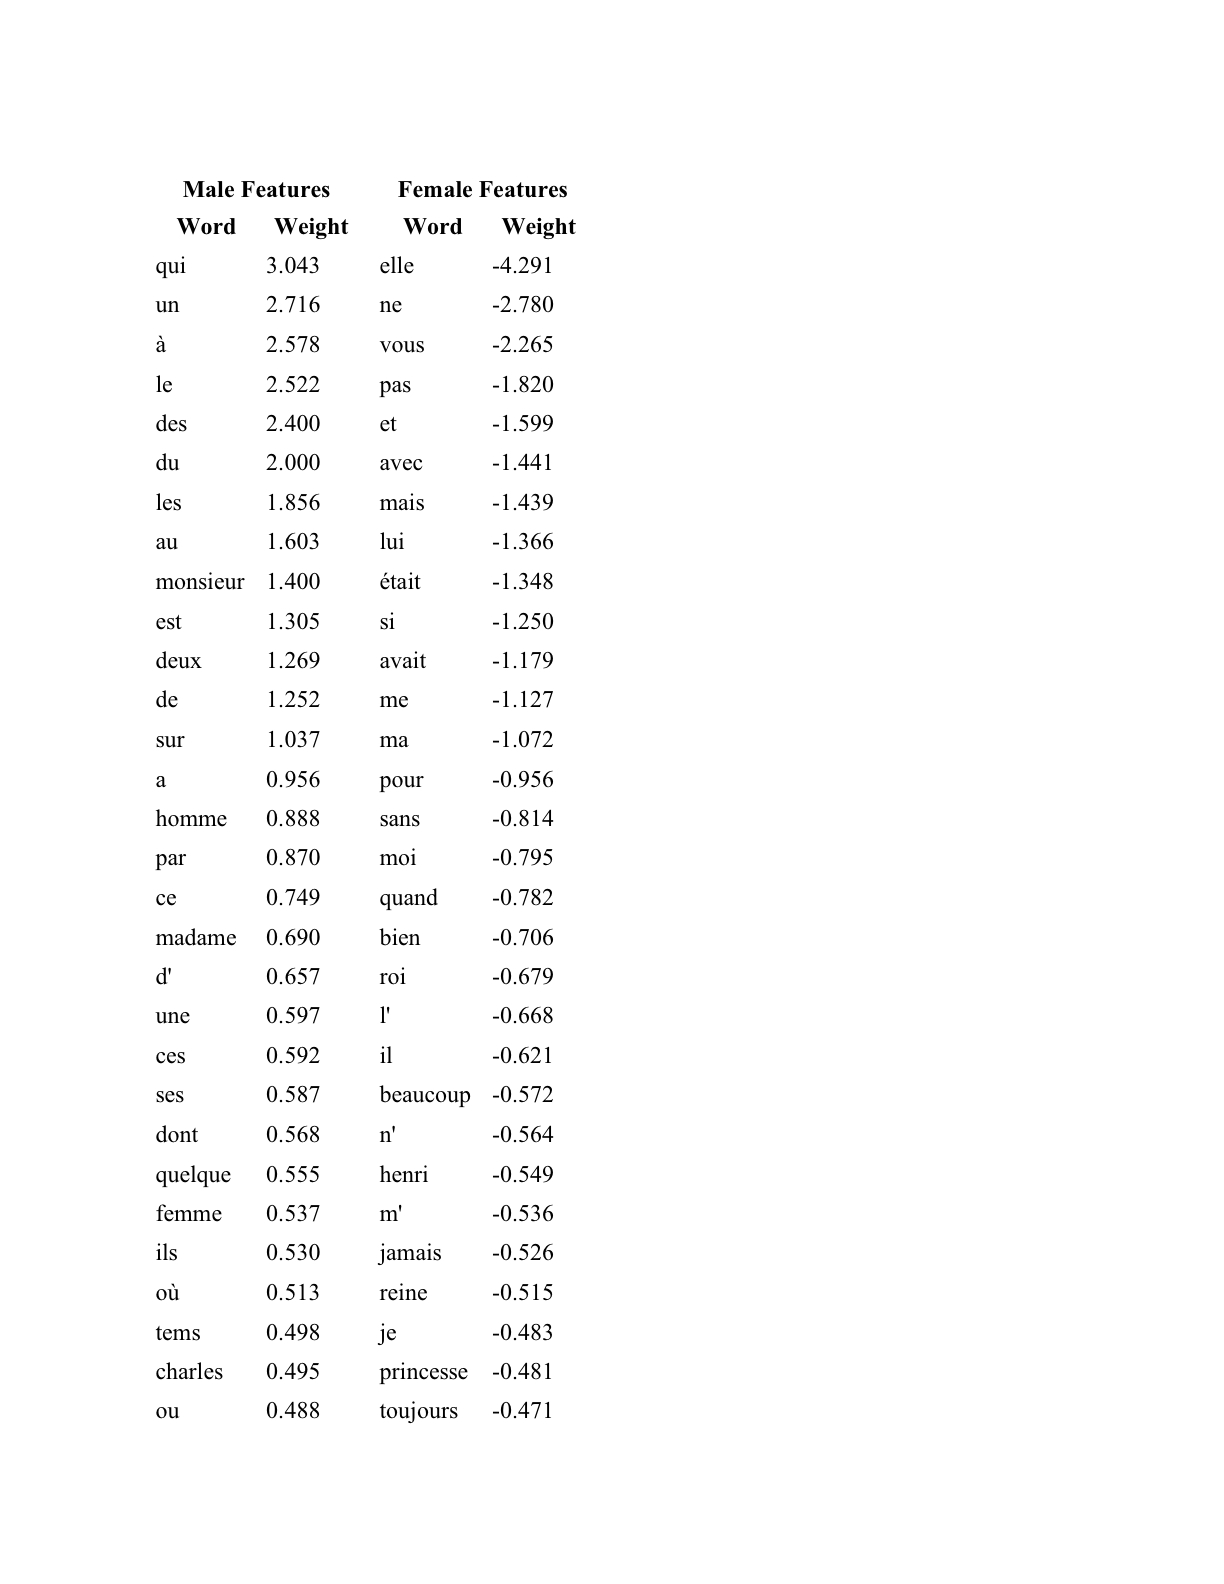 Male Features Female Features
Word Weight Word Weight
qui 3.043 elle -4.291
un 2.716 ne -2.780
à 2.578 vous -2.265
le 2.522 pas -1.820
des 2.400 et -1.599
du 2.000 avec -1.441
les 1.856 mais -1.439
au 1.603 lui -1.366
monsieur 1.400 était -1.348
est 1.305 si -1.250
deux 1.269 avait -1.179
de 1.252 me -1.127
sur 1.037 ma -1.072
a 0.956 pour -0.956
homme 0.888 sans -0.814
par 0.870 moi -0.795
ce 0.749 quand -0.782
madame 0.690 bien -0.706
d' 0.657 roi -0.679
une 0.597 l' -0.668
ces 0.592 il -0.621
ses 0.587 beaucoup -0.572
dont 0.568 n' -0.564
quelque 0.555 henri -0.549
femme 0.537 m' -0.536
ils 0.530 jamais -0.526
où 0.513 reine -0.515
tems 0.498 je -0.483
charles 0.495 princesse -0.481
ou 0.488 toujours -0.471